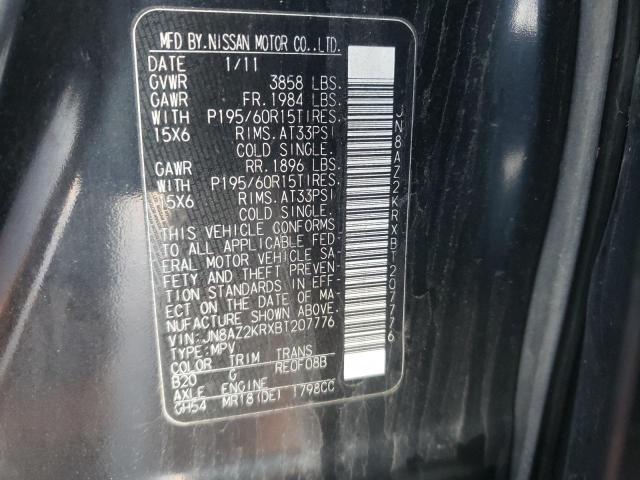 MFD BY. NISSAN MOTOR CO., LTD.
DATE 1/11
GVWR 3858 LBS.
GAWR FR. 1984 LBS.
WITH P195/60R15TIRES.
15X6 RIMS. AT33PSI
COLD SINGLE.
GAWR RR. 1896 LBS.
WITH P195/60R15TIRES.
15X6 RIMS. AT33PSI
COLD SINGLE.
THIS VEHICLE CONFORMS
TO ALL APPLICABLE FED
ERAL MOTOR VEHICLE SA
FETY AND THEFT PREVEN
TION STANDARDS IN EFF-
ECT ON THE DATE OF MA-
NUFACTURE SHOWN ABOVE.
VIN:JN8AZ2KRXBT207776
TYPE:MPV
COLOR TRIM TRANS
B20 G RE0F08B
AXLE ENGINE
GH54 MR18(DE) 1798CC
JN8AZ2KRXBT207776